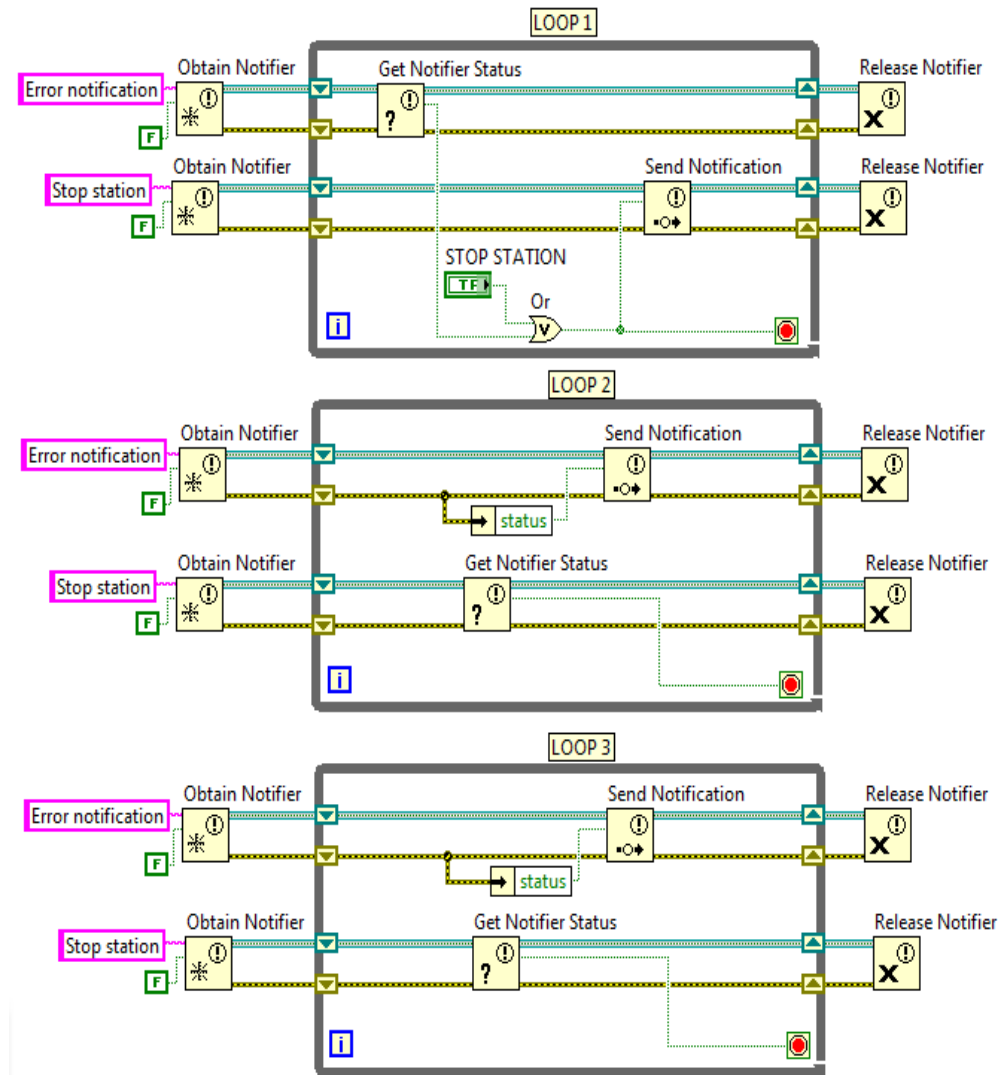 LOOP 1
Obtain Notifier
Get Notifier Status
Release Notifier
Error notification
?
X
F
Obtain Notifier
Send Notification
Release Notifier
Stop station
X
F
STOP STATION
TF
Or
V
i
LOOP 2
Obtain Notifier
Send Notification
Release Notifier
Error notification
X
F
status
Obtain Notifier
Get Notifier Status
Release Notifier
Stop station
?
X
F
i
LOOP 3
Obtain Notifier
Send Notification
Release Notifier
Error notification
X
F
status
Obtain Notifier
Get Notifier Status
Release Notifier
Stop station
?
X
F
i